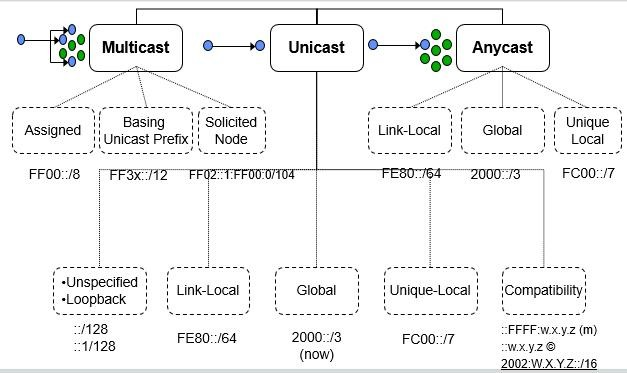 Multicast
Unicast
Anycast
Assigned
Basing
Unicast Prefix
Solicited
Node
Link-Local
Global
Unique
Local
FF00::/8
FF3x::/12
FF02::1:FF00:0/104
FE80::/64
2000::/3
FC00::/7
•Unspecified
•Loopback
Link-Local
Global
Unique-Local
Compatibility
::/128
::1/128
FE80::/64
2000::/3
(now)
FC00::/7
::FFFF:w.x.y.z (m)
::w.x.y.z ©
2002:W.X.Y.Z::/16